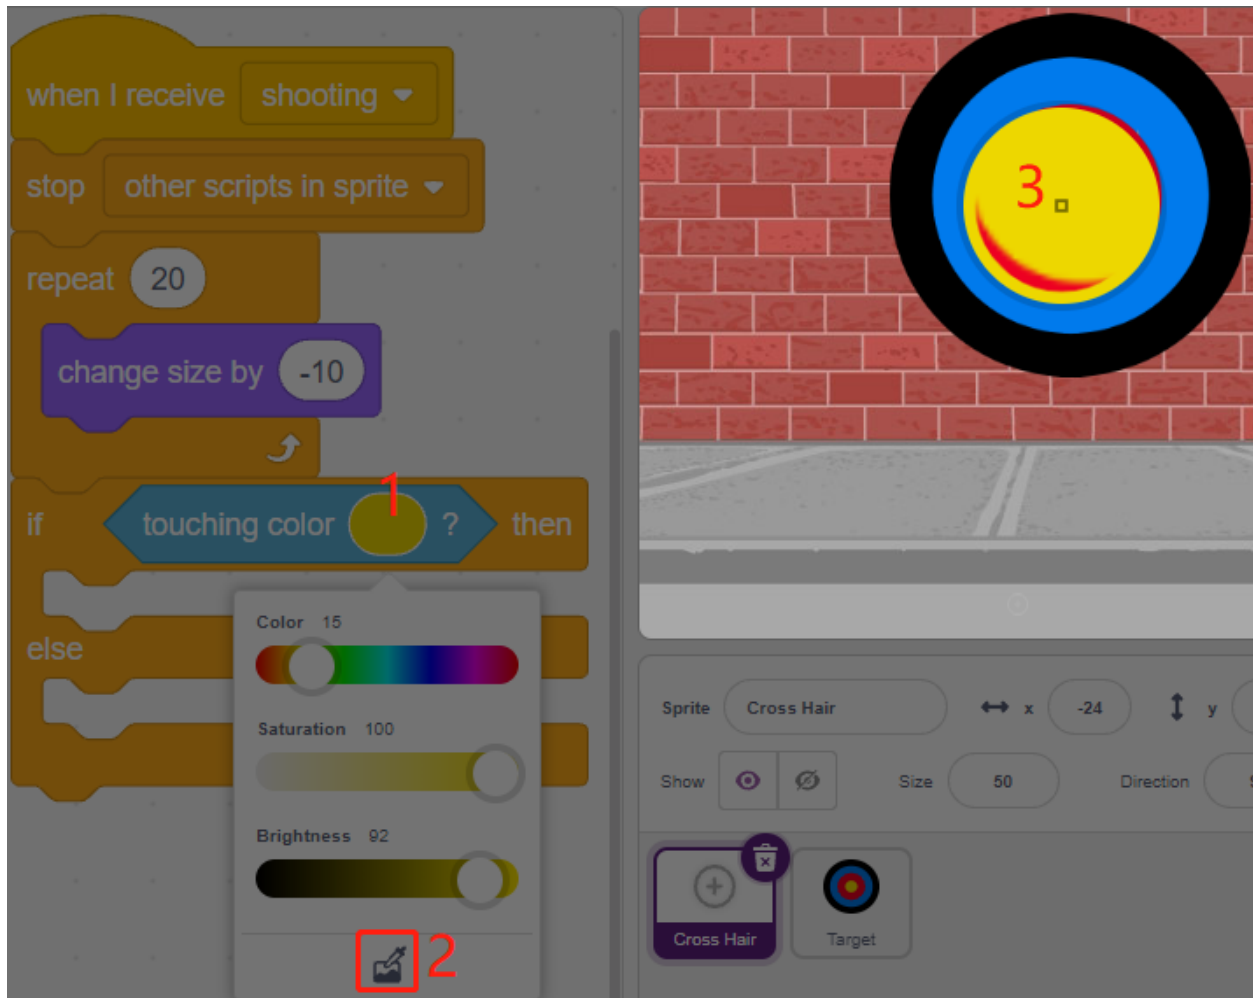 when I receive shooting
stop other scripts in sprite
repeat 20
change size by -10
1
if touching color ? then
Color 15
else
Saturation 100
Brightness 92
2
3
Sprite Cross Hair x -24 y
Show Size 50 Direction
Cross Hair
Target